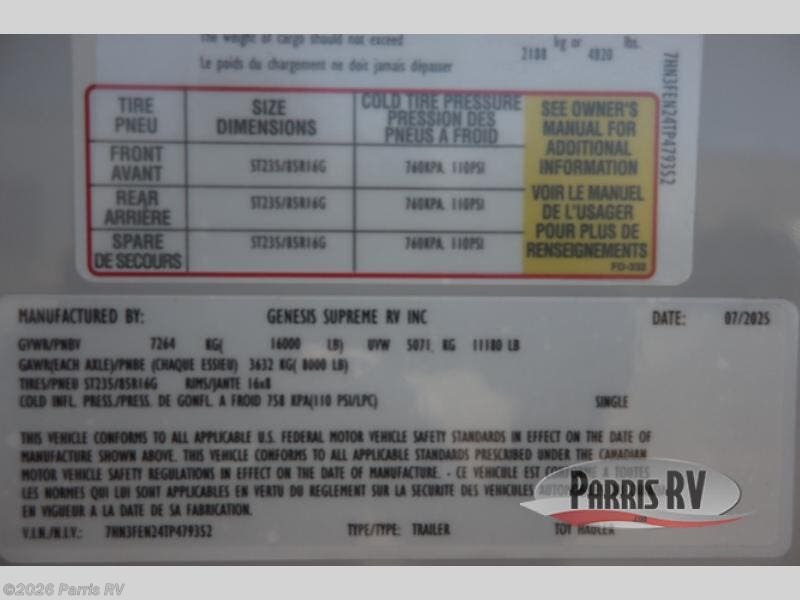 The weight of cargo should not exceed kg or lbs.
Le poids du chargement ne dois jamais dépasser 2188 4820
7HN3FEN24TP479352
TIRE PNEU SIZE DIMENSIONS COLD TIRE PRESSURE PRESSION DES PNEUS A FROID
FRONT AVANT ST235/85R16G 760KPA, 110PSI
REAR ARRIÈRE ST235/85R16G 760KPA, 110PSI
SPARE DE SECOURS ST235/85R16G 760KPA, 110PSI
SEE OWNER'S
MANUAL FOR
ADDITIONAL
INFORMATION
VOIR LE MANUEL
DE L'USAGER
POUR PLUS DE
RENSEIGNEMENTS
FO-332
MANUFACTURED BY: GENESIS SUPREME RV INC DATE: 07/2025
GVWR/PNBV 7264 KG( 16000 LB) UVW 5071 KG 11180 LB
GAWR(EACH AXLE)/PNBE (CHAQUE ESSIEU) 3632 KG( 8000 LB)
TIRES/PNEU ST235/85R16G RIMS/JANTE 16x8
COLD INFL. PRESS./PRESS. DE GONFL. A FROID 758 KPA(110 PSI/LPC) SINGLE
THIS VEHICLE CONFORMS TO ALL APPLICABLE U.S. FEDERAL MOTOR VEHICLE SAFETY STANDARDS IN EFFECT ON THE DATE OF
MANUFACTURE SHOWN ABOVE. THIS VEHICLE CONFORMS TO ALL APPLICABLE STANDARDS PRESCRIBED UNDER THE CANADIAN
MOTOR VEHICLE SAFETY REGULATIONS IN EFFECT ON THE DATE OF MANUFACTURE. - CE VEHICULE EST CONFORME A TOUTES
LES NORMES QUI LUI SONT APPLICABLES EN VERTU DU REGLEMENT SUR LA SECURITE DES VEHICULES
EN VIGUEUR A LA DATE DE SA FABRICATION.
V.I.N./N.I.V.: 7HN3FEN24TP479352 TYPE/TYPE: TRAILER TOY HAULER
PARRIS RV
.com
©2026 Parris RV